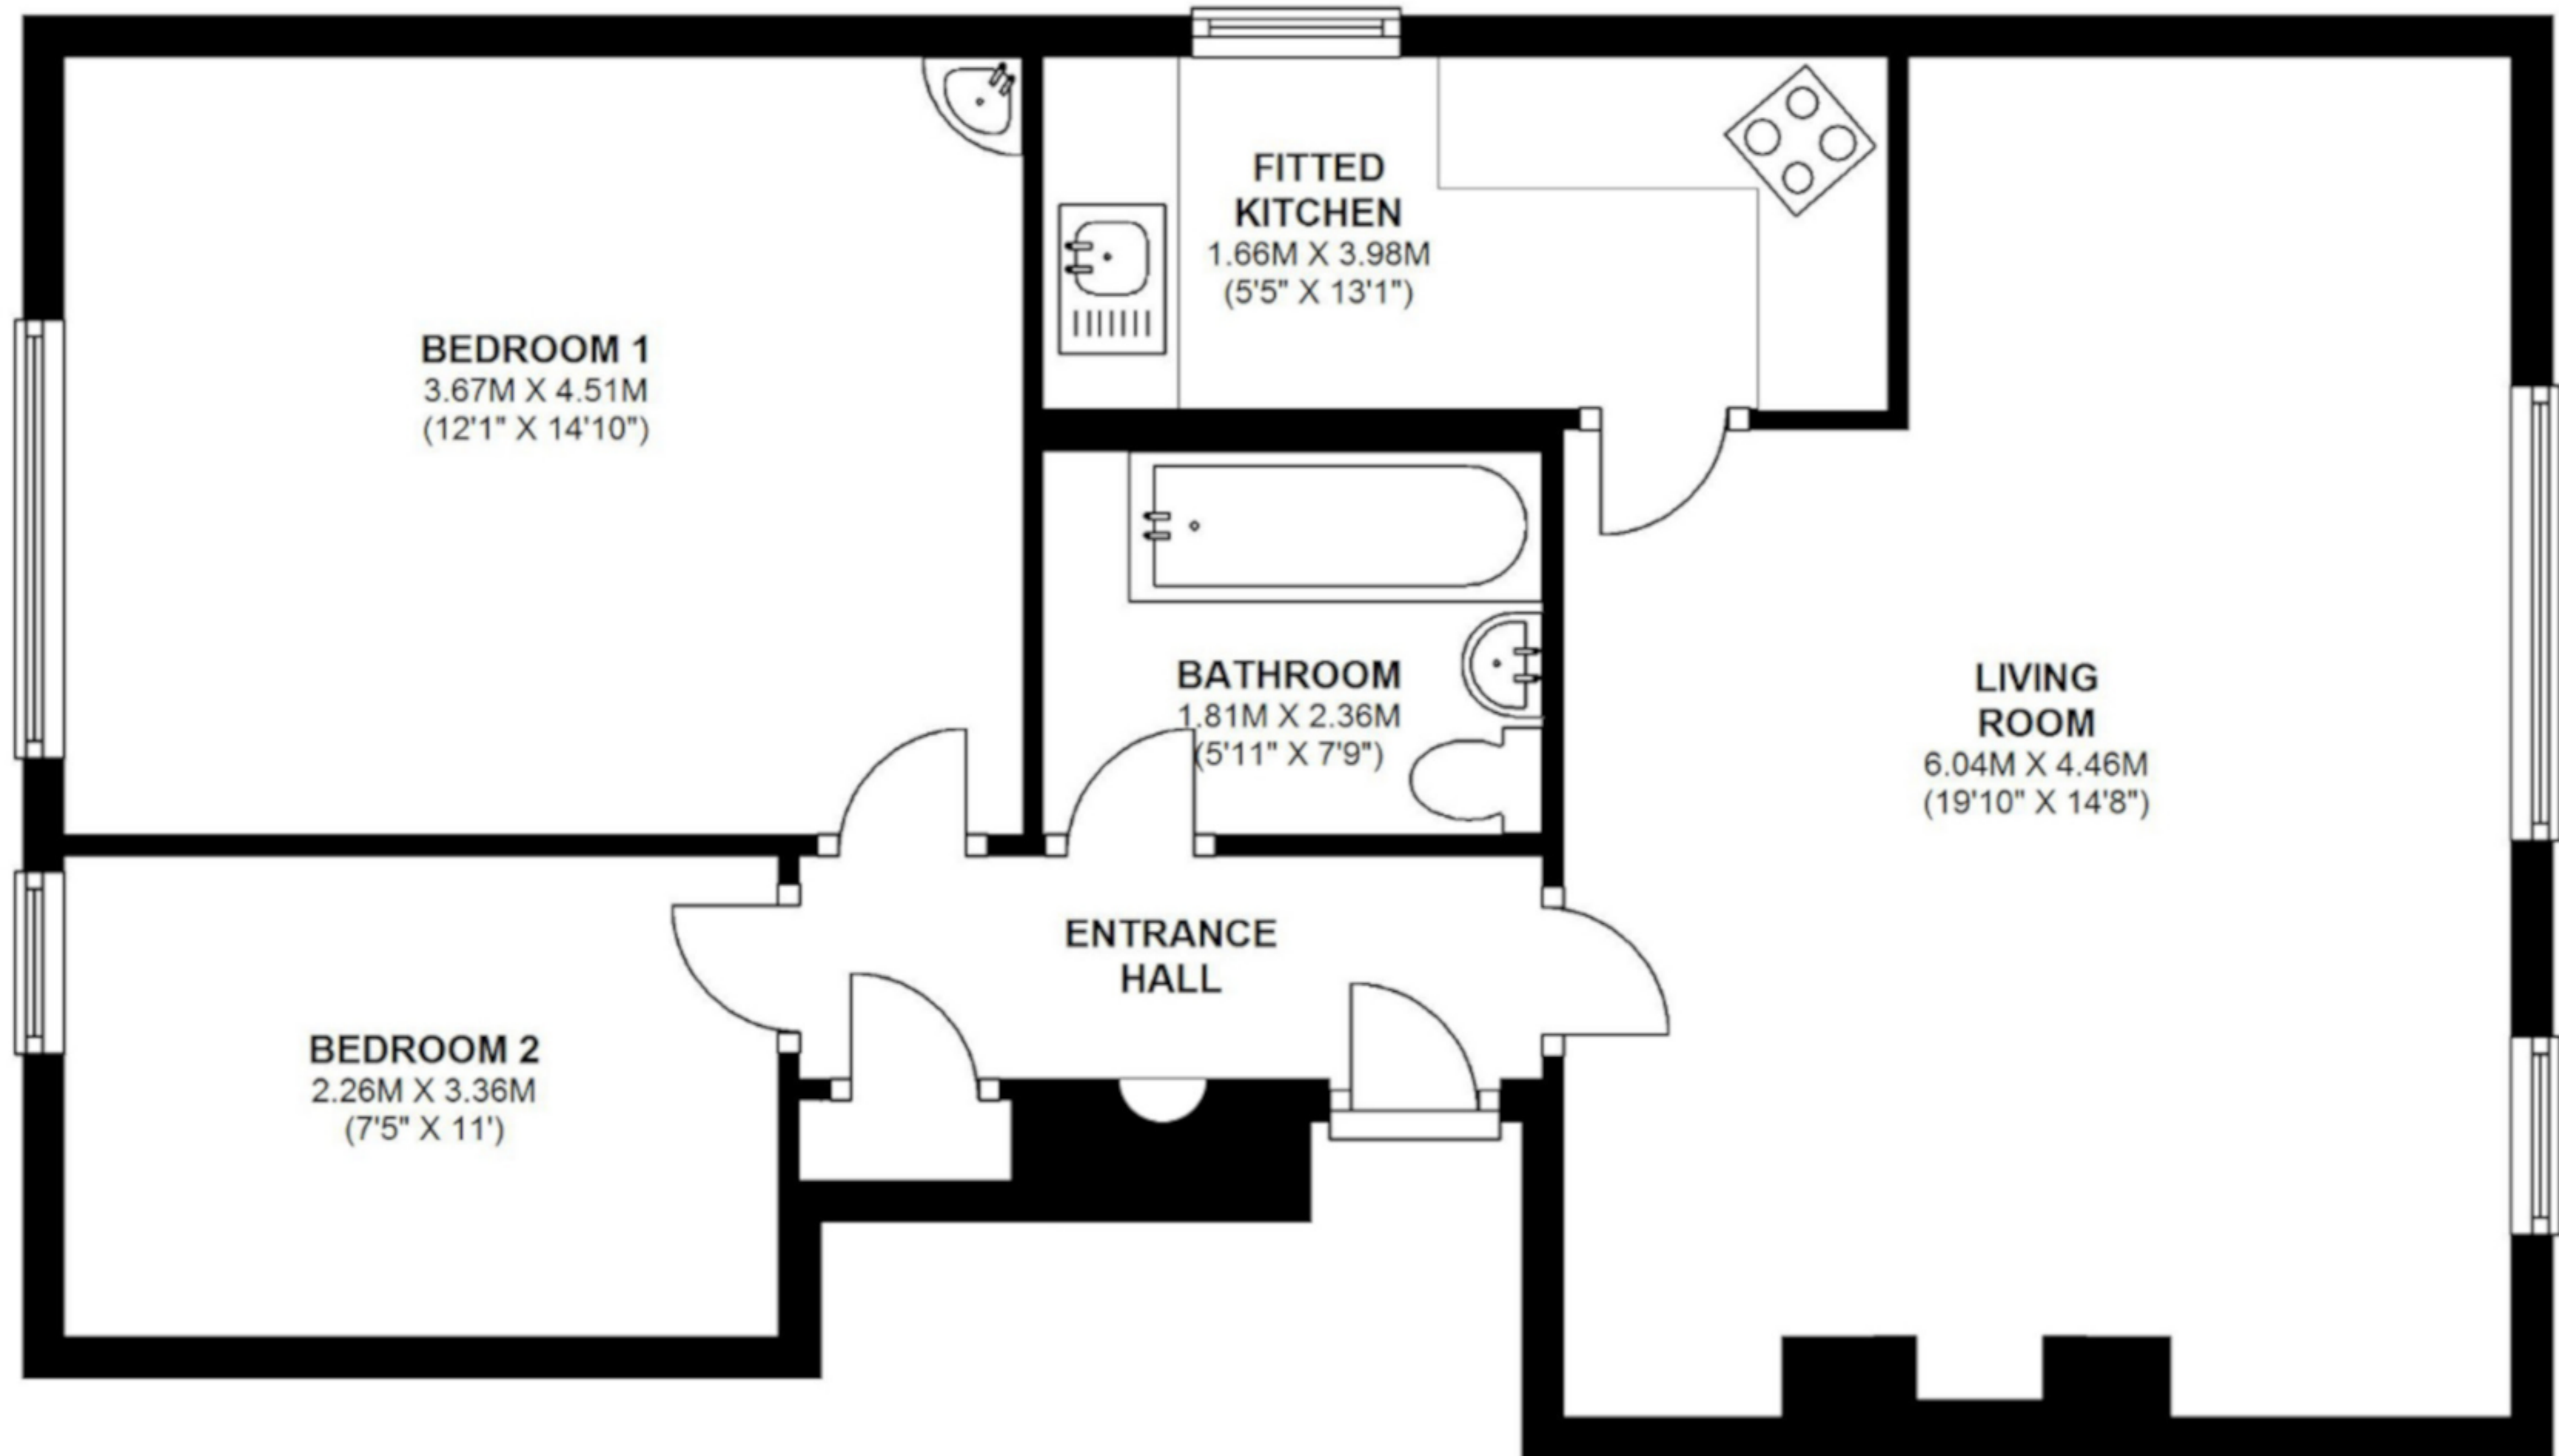 FITTED
KITCHEN
1.66M X 3.98M
(5'5" X 13'1")
BEDROOM 1
3.67M X 4.51M
(12'1" X 14'10")
BATHROOM
1.81M X 2.36M
(5'11" X 7'9")
LIVING
ROOM
6.04M X 4.46M
(19'10" X 14'8")
ENTRANCE
HALL
BEDROOM 2
2.26M X 3.36M
(7'5" X 11')